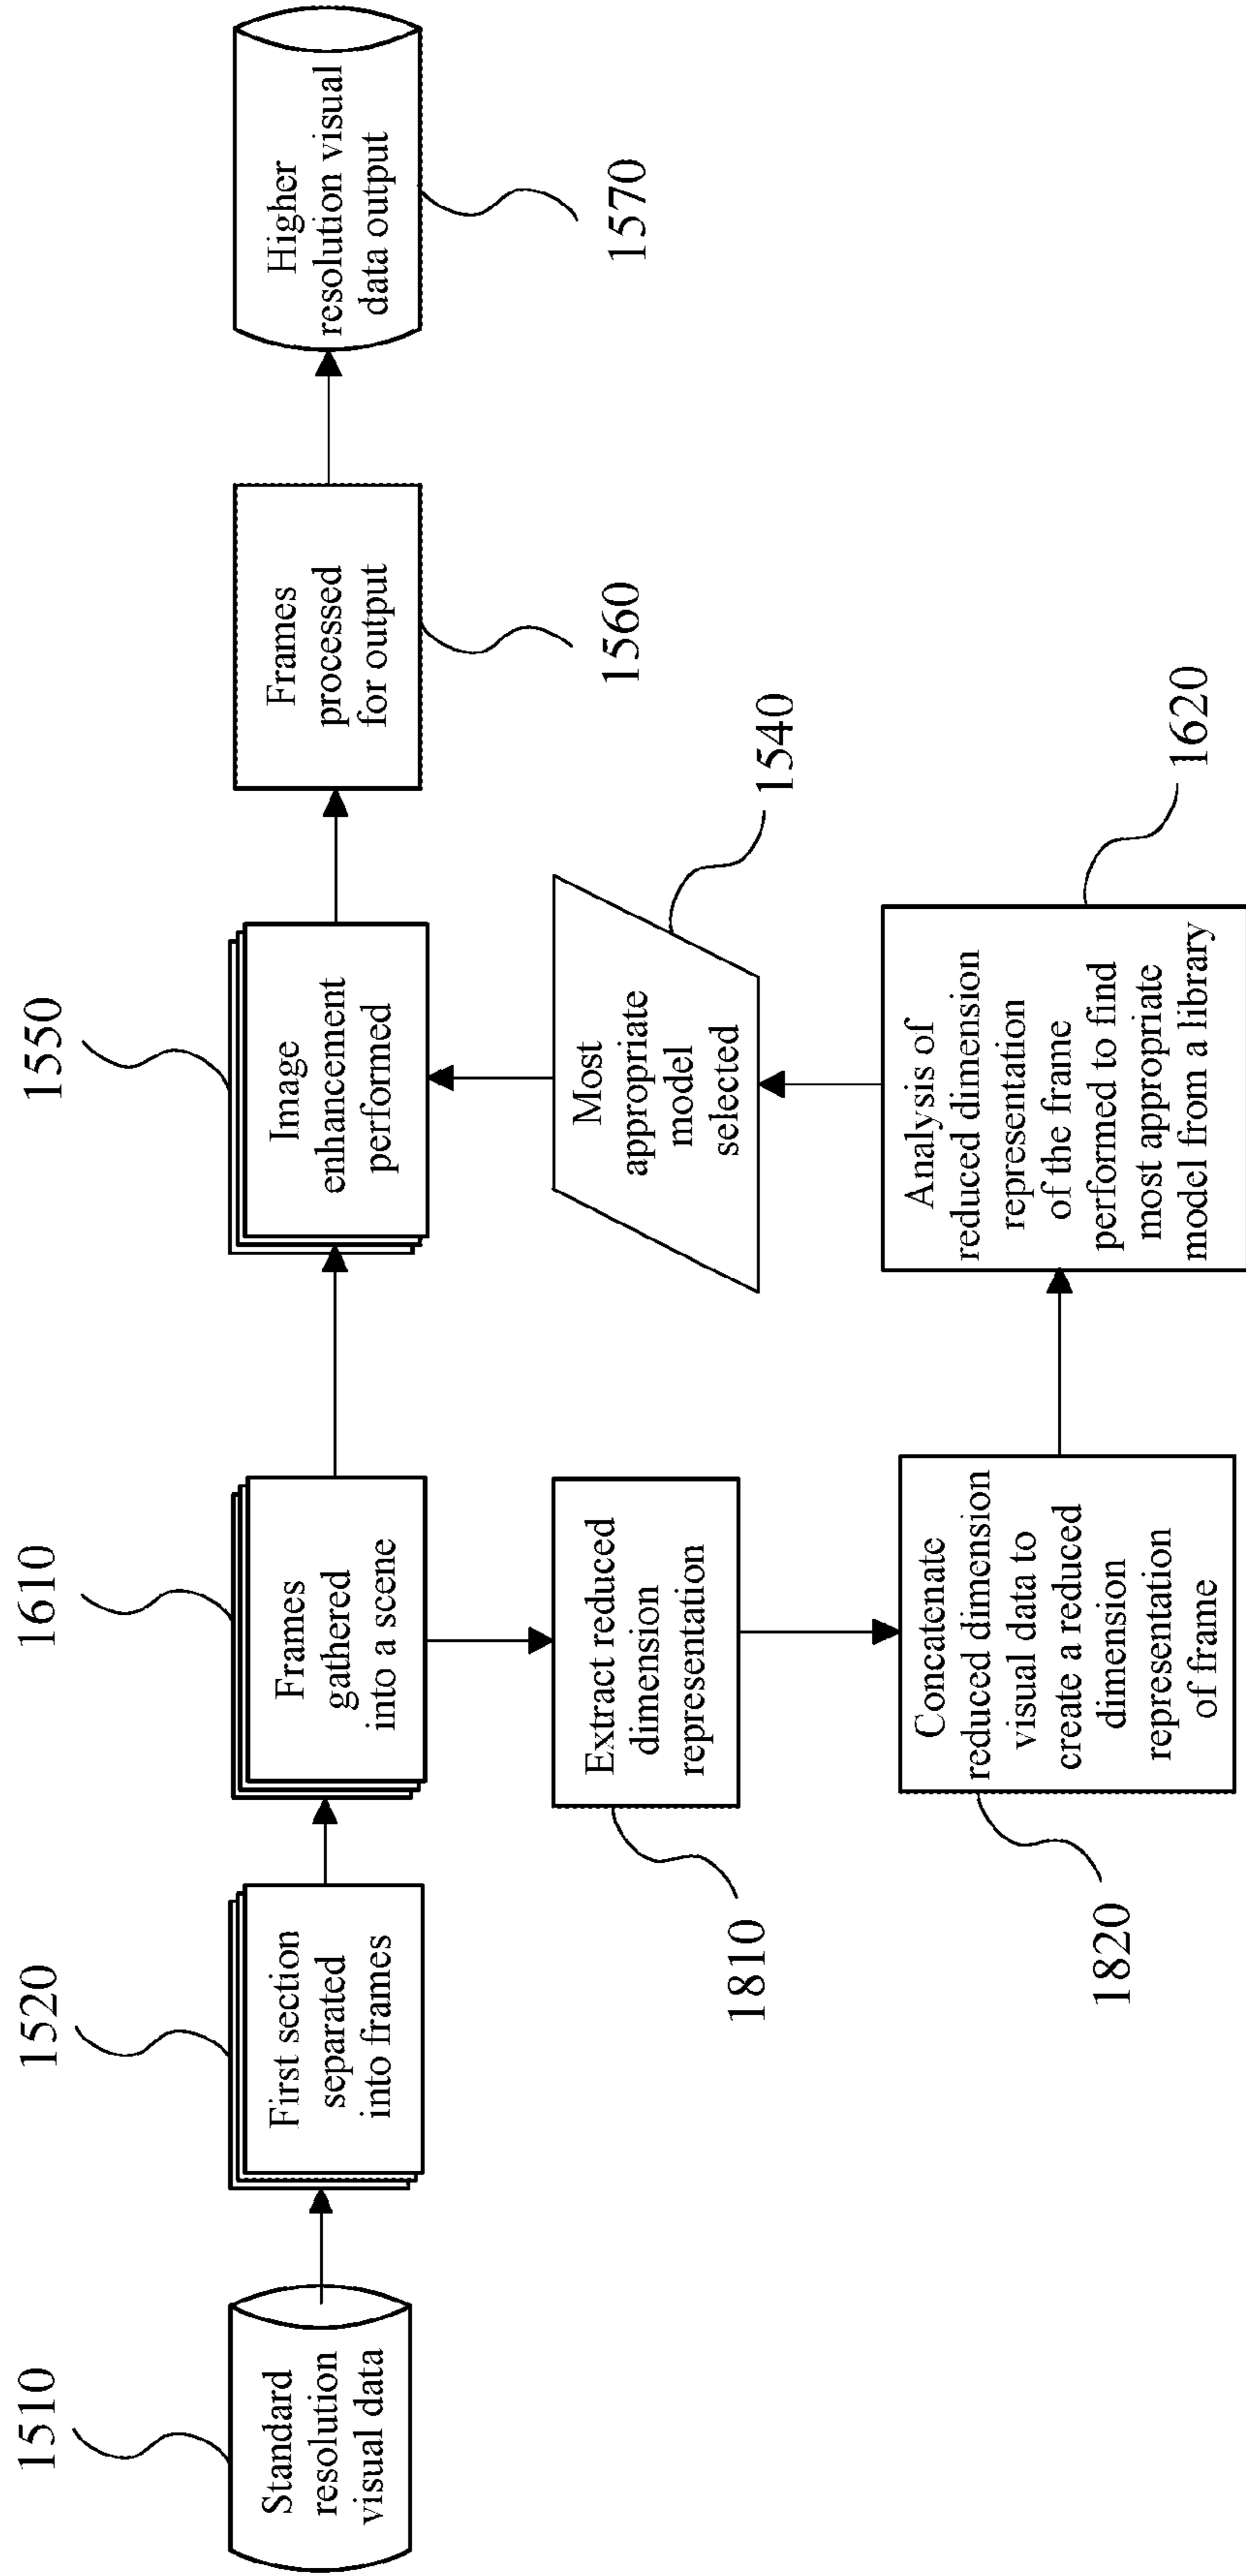 1510
Standard
resolution
visual data
1520
First section
separated
into frames
1610
Frames
gathered
into a scene
1550
Image
enhancement
performed
Frames
processed
for output
1560
Higher
resolution visual
data output
1570
Extract reduced
dimension
representation
1810
Most
appropriate
model
selected
1540
Concatenate
reduced dimension
visual data to
create a reduced
dimension
representation
of frame
1820
Analysis of
reduced dimension
representation
of the frame
performed to find
most appropriate
model from a library
1620